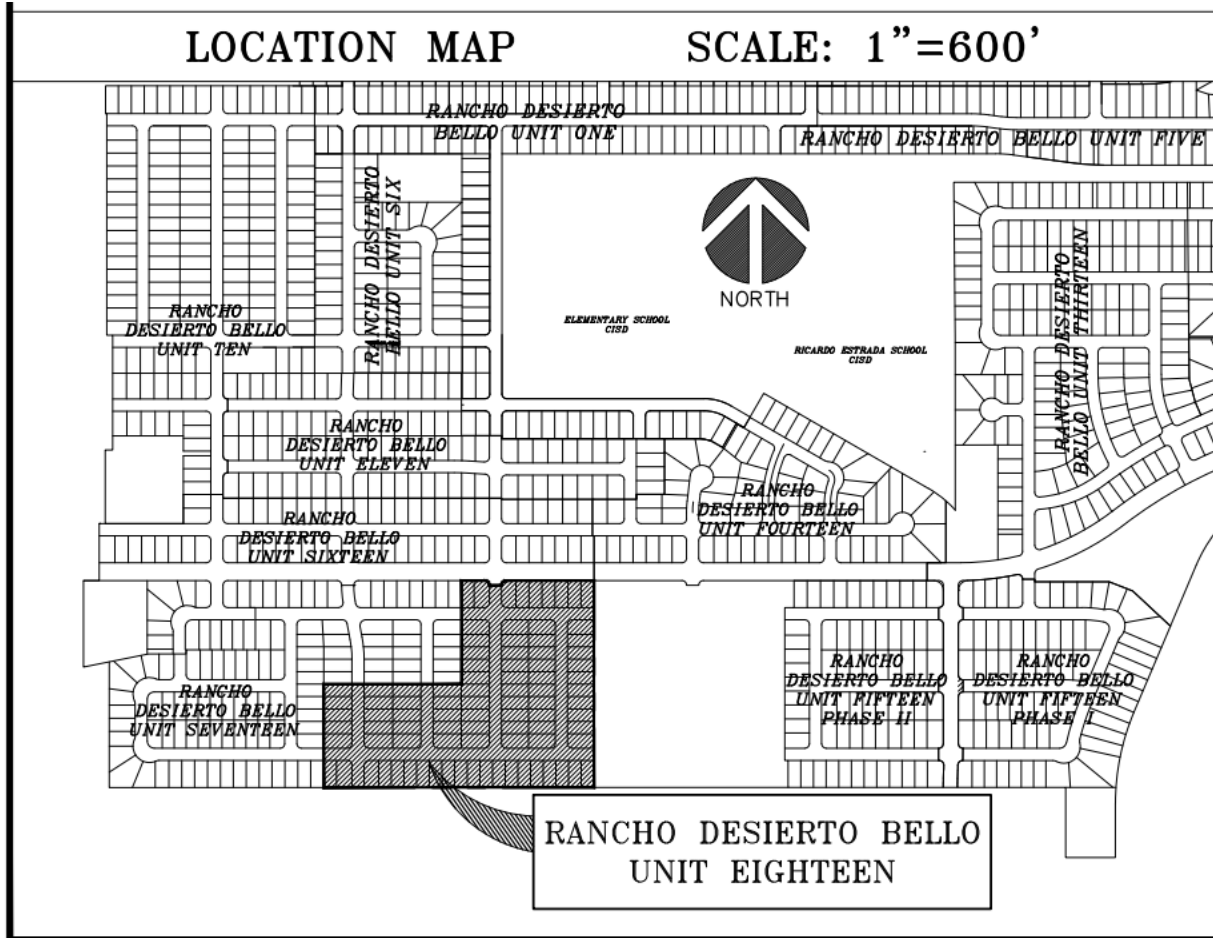 LOCATION MAP SCALE: 1"=600'
RANCHO DESIERTO
BELLO UNIT ONE
RANCHO DESIERTO BELLO UNIT FIVE
RANCHO DESIERTO
BELLO UNIT SIX
NORTH
RANCHO DESIERTO
BELLO UNIT THIRTEEN
RANCHO
DESIERTO BELLO
UNIT TEN
ELEMENTARY SCHOOL
CISD
RICARDO ESTRADA SCHOOL
CISD
RANCHO
DESIERTO BELLO
UNIT ELEVEN
RANCHO
DESIERTO BELLO
UNIT FOURTEEN
RANCHO
DESIERTO BELLO
UNIT SIXTEEN
RANCHO
DESIERTO BELLO
UNIT SEVENTEEN
RANCHO
DESIERTO BELLO
UNIT FIFTEEN
PHASE II
RANCHO
DESIERTO BELLO
UNIT FIFTEEN
PHASE I
RANCHO DESIERTO BELLO
UNIT EIGHTEEN